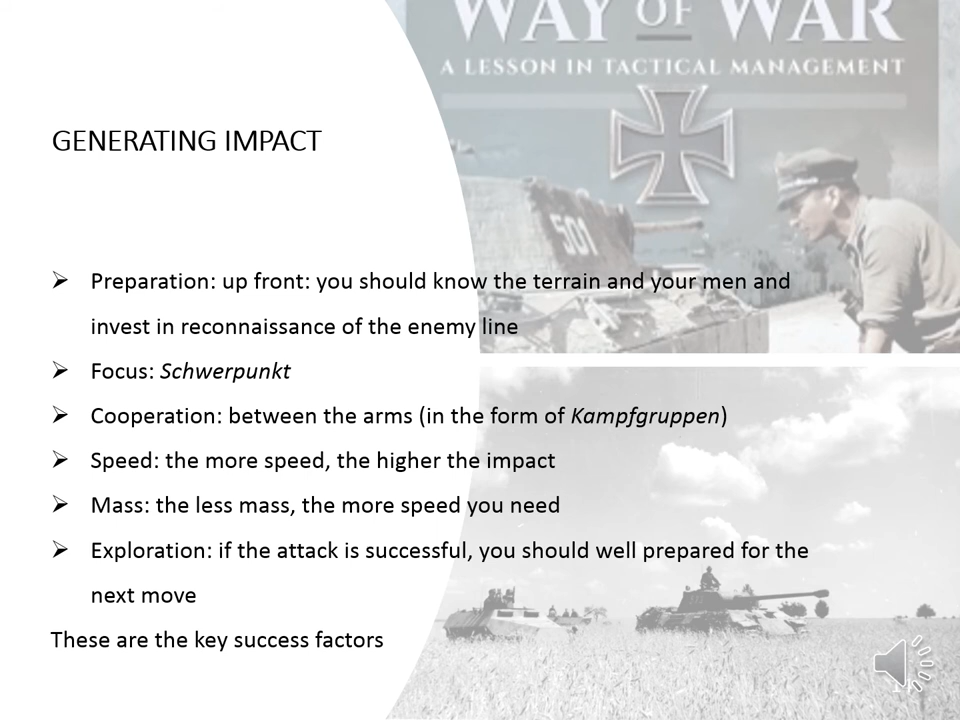 WAY OF WAR
A LESSON IN TACTICAL MANAGEMENT
501
GENERATING IMPACT
Preparation: up front: you should know the terrain and your men and
invest in reconnaissance of the enemy line
Focus: Schwerpunkt
Cooperation: between the arms (in the form of Kampfgruppen)
Speed: the more speed, the higher the impact
Mass: the less mass, the more speed you need
Exploration: if the attack is successful, you should well prepared for the
next move
These are the key success factors